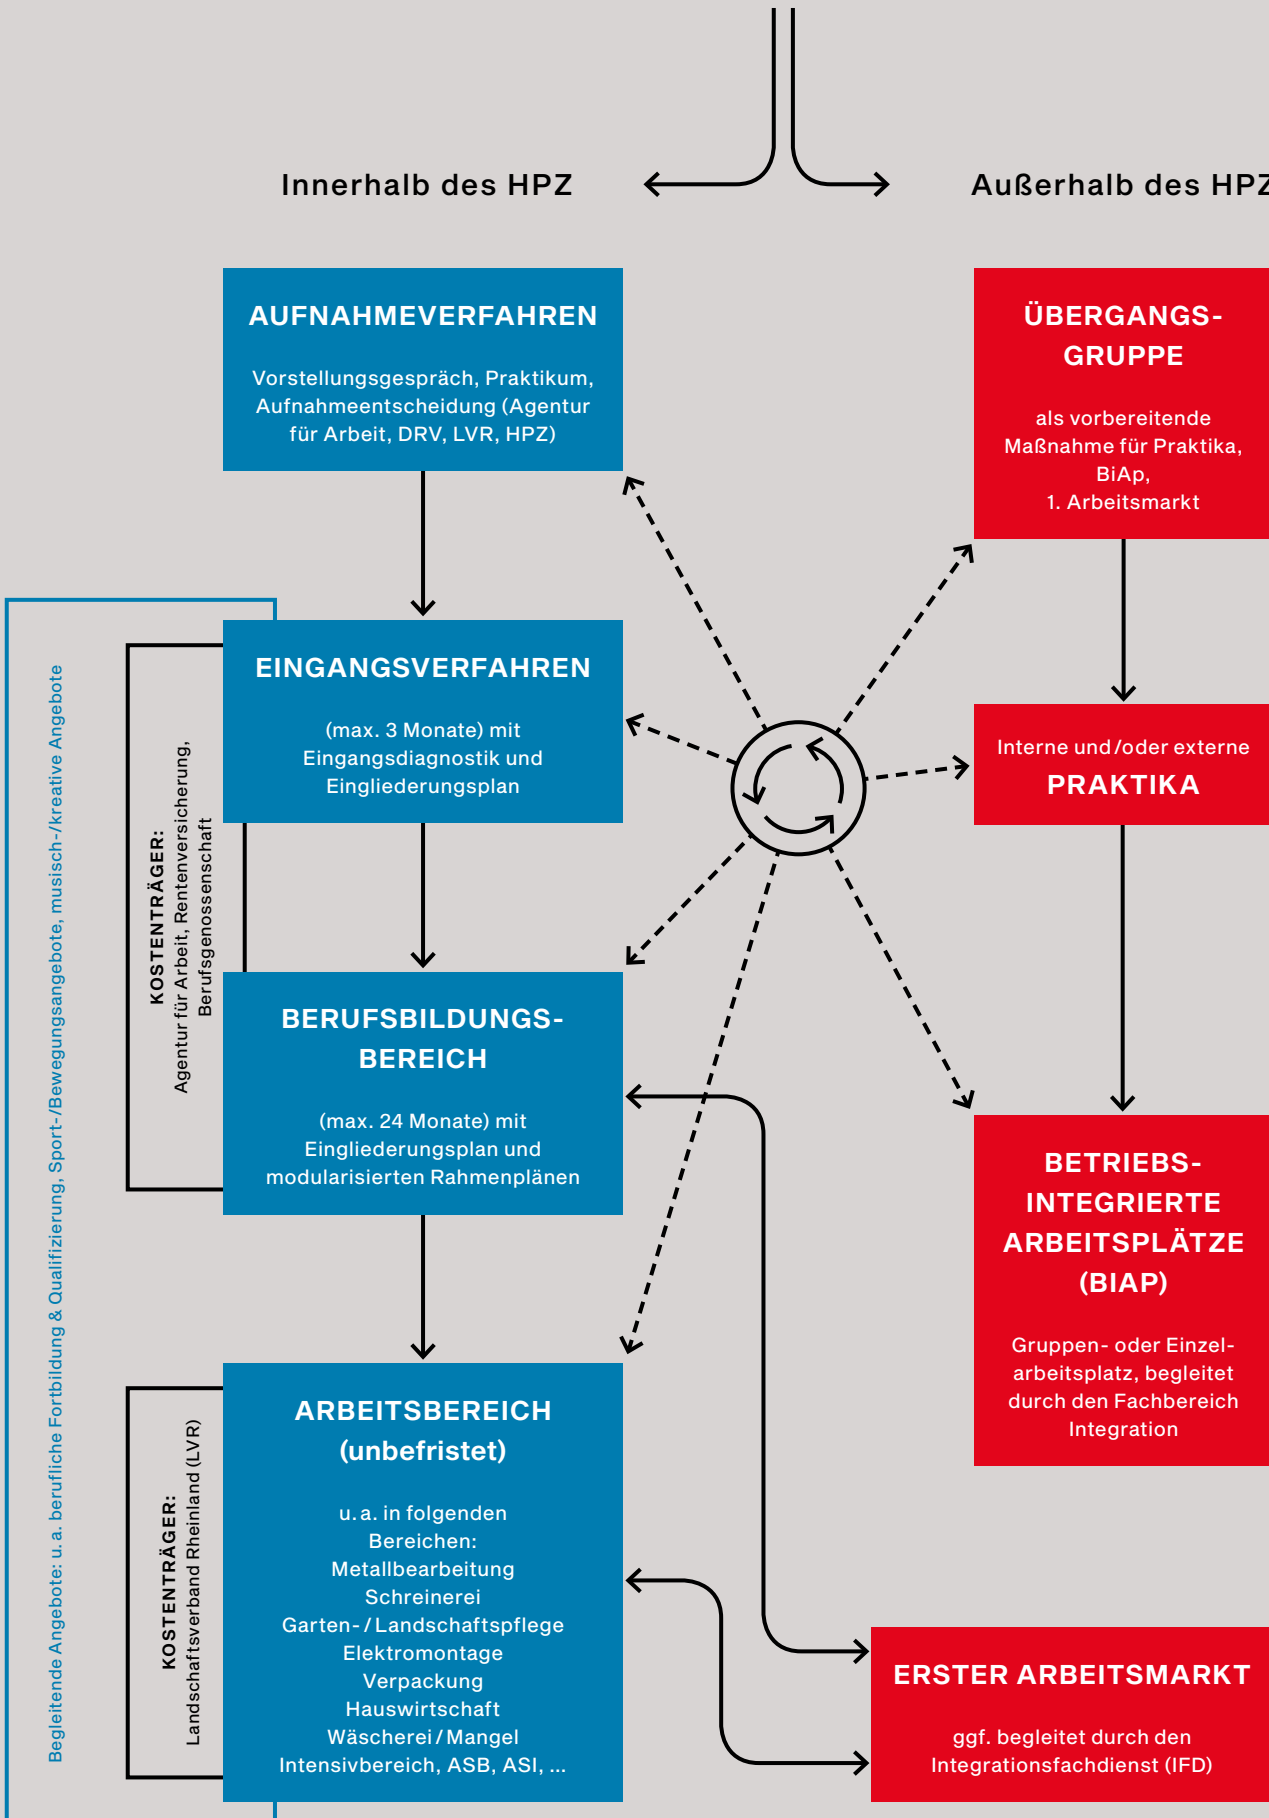 Innerhalb des HPZ
Außerhalb des HPZ
AUFNAHMEVERFAHREN
Vorstellungsgespräch, Praktikum,
Aufnahmeentscheidung (Agentur
für Arbeit, DRV, LVR, HPZ)
EINGANGSVERFAHREN
(max. 3 Monate) mit
Eingangsdiagnostik und
Eingliederungsplan
BERUFSBILDUNGS-
BEREICH
(max. 24 Monate) mit
Eingliederungsplan und
modularisierten Rahmenplänen
ARBEITSBEREICH
(unbefristet)
u. a. in folgenden
Bereichen:
Metallbearbeitung
Schreinerei
Garten- / Landschaftspflege
Elektromontage
Verpackung
Hauswirtschaft
Wäscherei / Mangel
Intensivbereich, ASB, ASI, ...
KOSTENTRÄGER:
Agentur für Arbeit, Rentenversicherung,
Berufsgenossenschaft
KOSTENTRÄGER:
Landschaftsverband Rheinland (LVR)
Begleitende Angebote: u. a. berufliche Fortbildung & Qualifizierung, Sport-/Bewegungsangebote, musisch-/kreative Angebote
ÜBERGANGS-
GRUPPE
als vorbereitende
Maßnahme für Praktika,
BiAp,
1. Arbeitsmarkt
Interne und/oder externe
PRAKTIKA
BETRIEBS-
INTEGRIERTE
ARBEITSPLÄTZE
(BIAP)
Gruppen- oder Einzel-
arbeitsplatz, begleitet
durch den Fachbereich
Integration
ERSTER ARBEITSMARKT
ggf. begleitet durch den
Integrationsfachdienst (IFD)